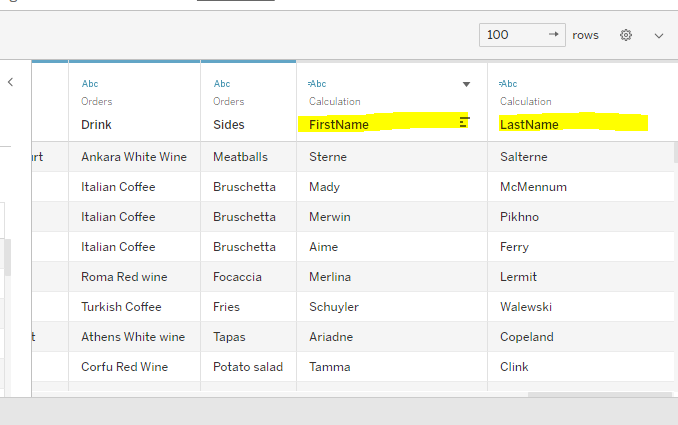 100 → rows
Abc Abc =Abc =Abc
Orders Orders Calculation Calculation
Drink Sides FirstName LastName
art Ankara White Wine Meatballs Sterne Salterne
Italian Coffee Bruschetta Mady McMennum
Italian Coffee Bruschetta Merwin Pikhno
Italian Coffee Bruschetta Aime Ferry
Roma Red wine Focaccia Merlina Lermit
Turkish Coffee Fries Schuyler Walewski
t Athens White wine Tapas Ariadne Copeland
Corfu Red Wine Potato salad Tamma Clink